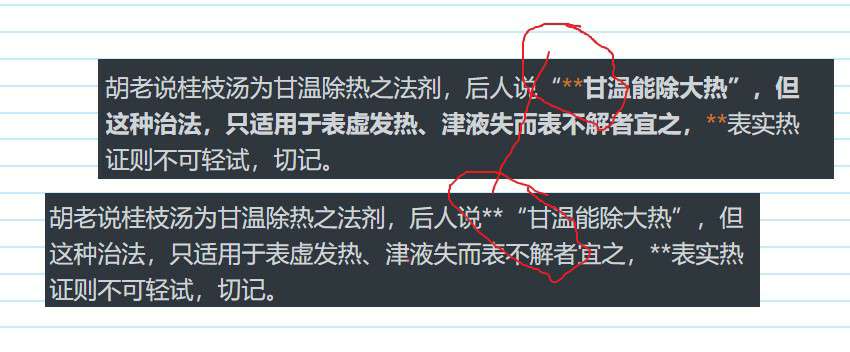 胡老说桂枝汤为甘温除热之法剂，后人说“**甘温能除大热”，但
这种治法，只适用于表虚发热、津液失而表不解者宜之，**表实热
证则不可轻试，切记。
胡老说桂枝汤为甘温除热之法剂，后人说**“甘温能除大热”，但
这种治法，只适用于表虚发热、津液失而表不解者宜之，**表实热
证则不可轻试，切记。